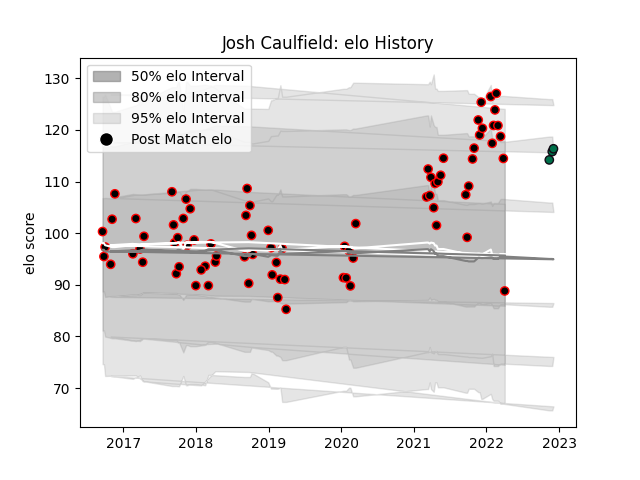 Josh Caulfield: elo History
50% elo Interval
80% elo Interval
95% elo Interval
Post Match elo
elo score
130
120
110
100
90
80
70
2017
2018
2019
2020
2021
2022
2023